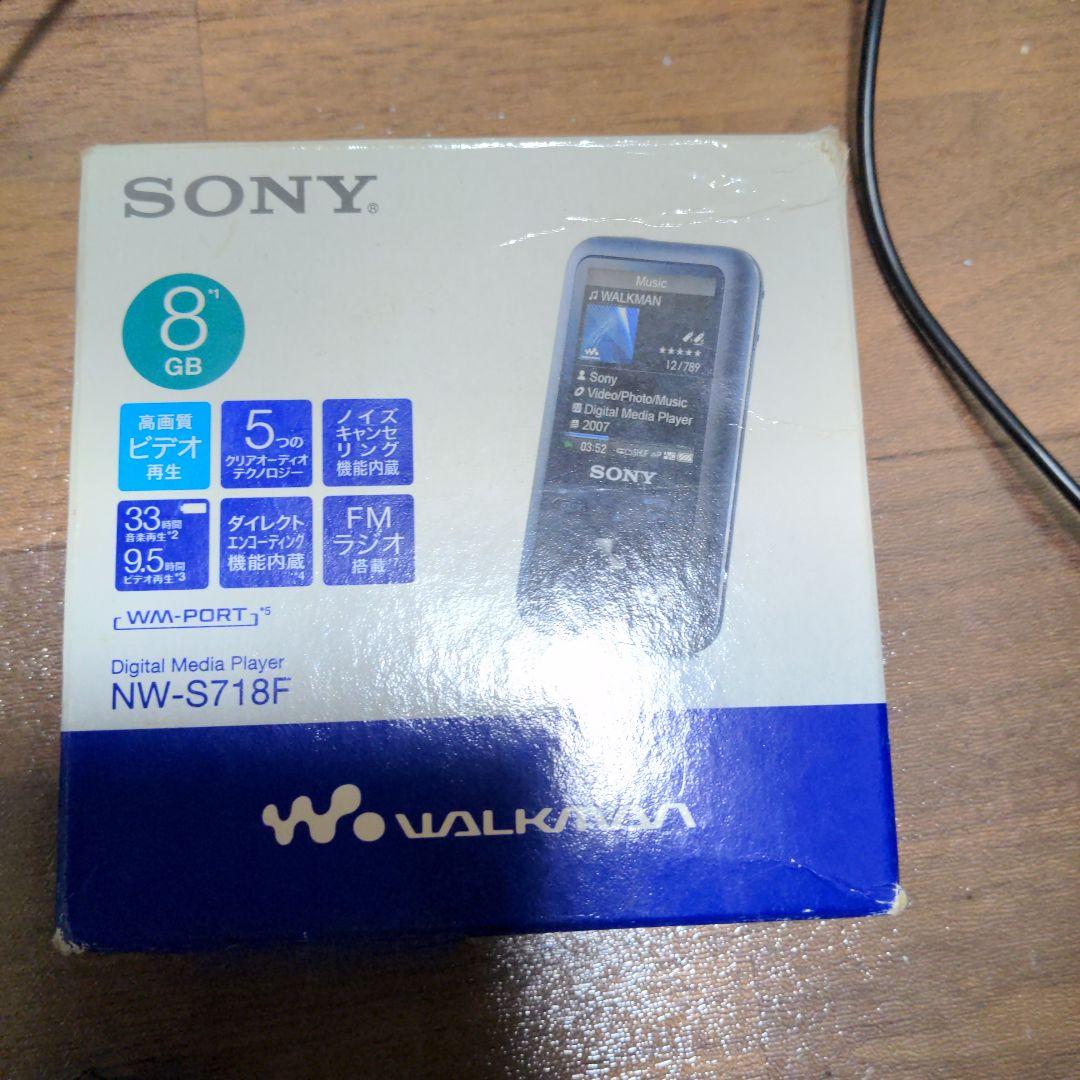 SONY®
8*1
GB
高画質
ビデオ
再生
5つの
クリアオーディオ
テクノロジー
ノイズ
キャンセ
リング
機能内蔵
33時間
音楽再生*2
9.5時間
ビデオ再生*3
ダイレクト
エンコーディング
機能内蔵*4
FM
ラジオ
搭載*7
WM-PORT*5
Digital Media Player
NW-S718F
Music
WALKMAN
12/789
Sony
Video/Photo/Music
Digital Media Player
2007
03:52
SHUF
SONY
WALKMAN